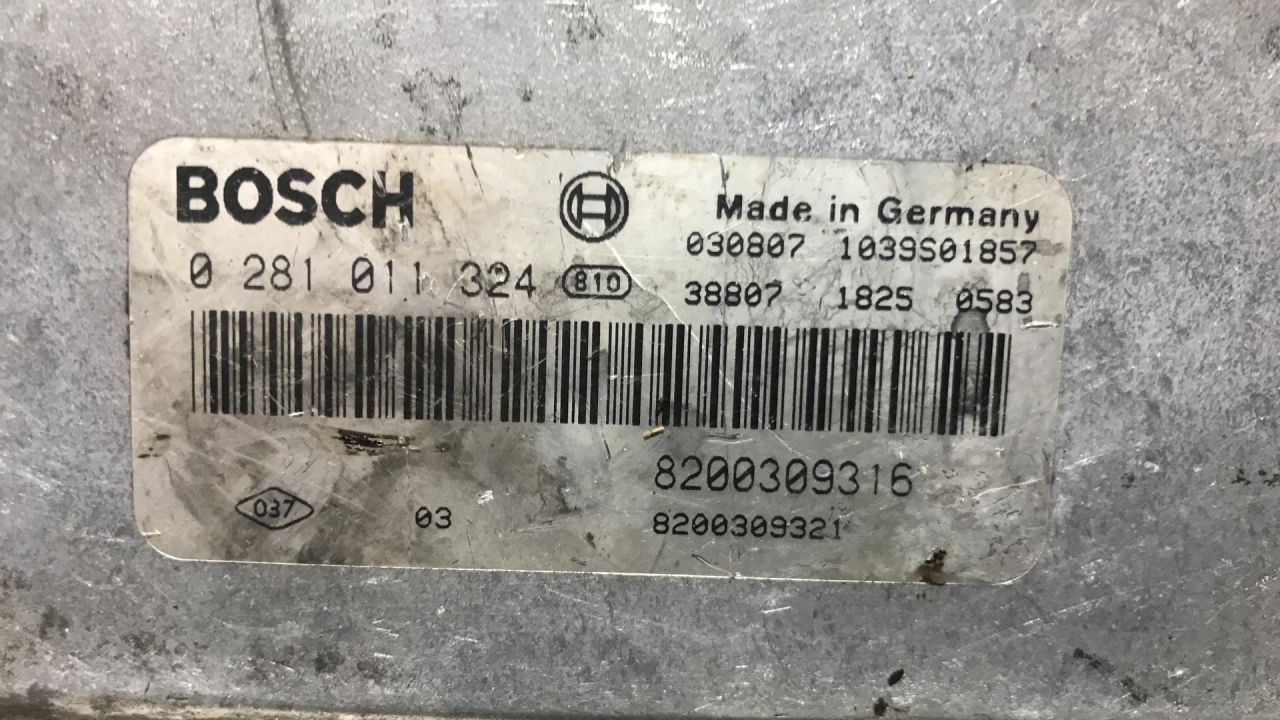 BOSCH
Made in Germany
030807 1039S01857
0 281 011 324 810
38807 1825 0583
8200309316
037 03
8200309321